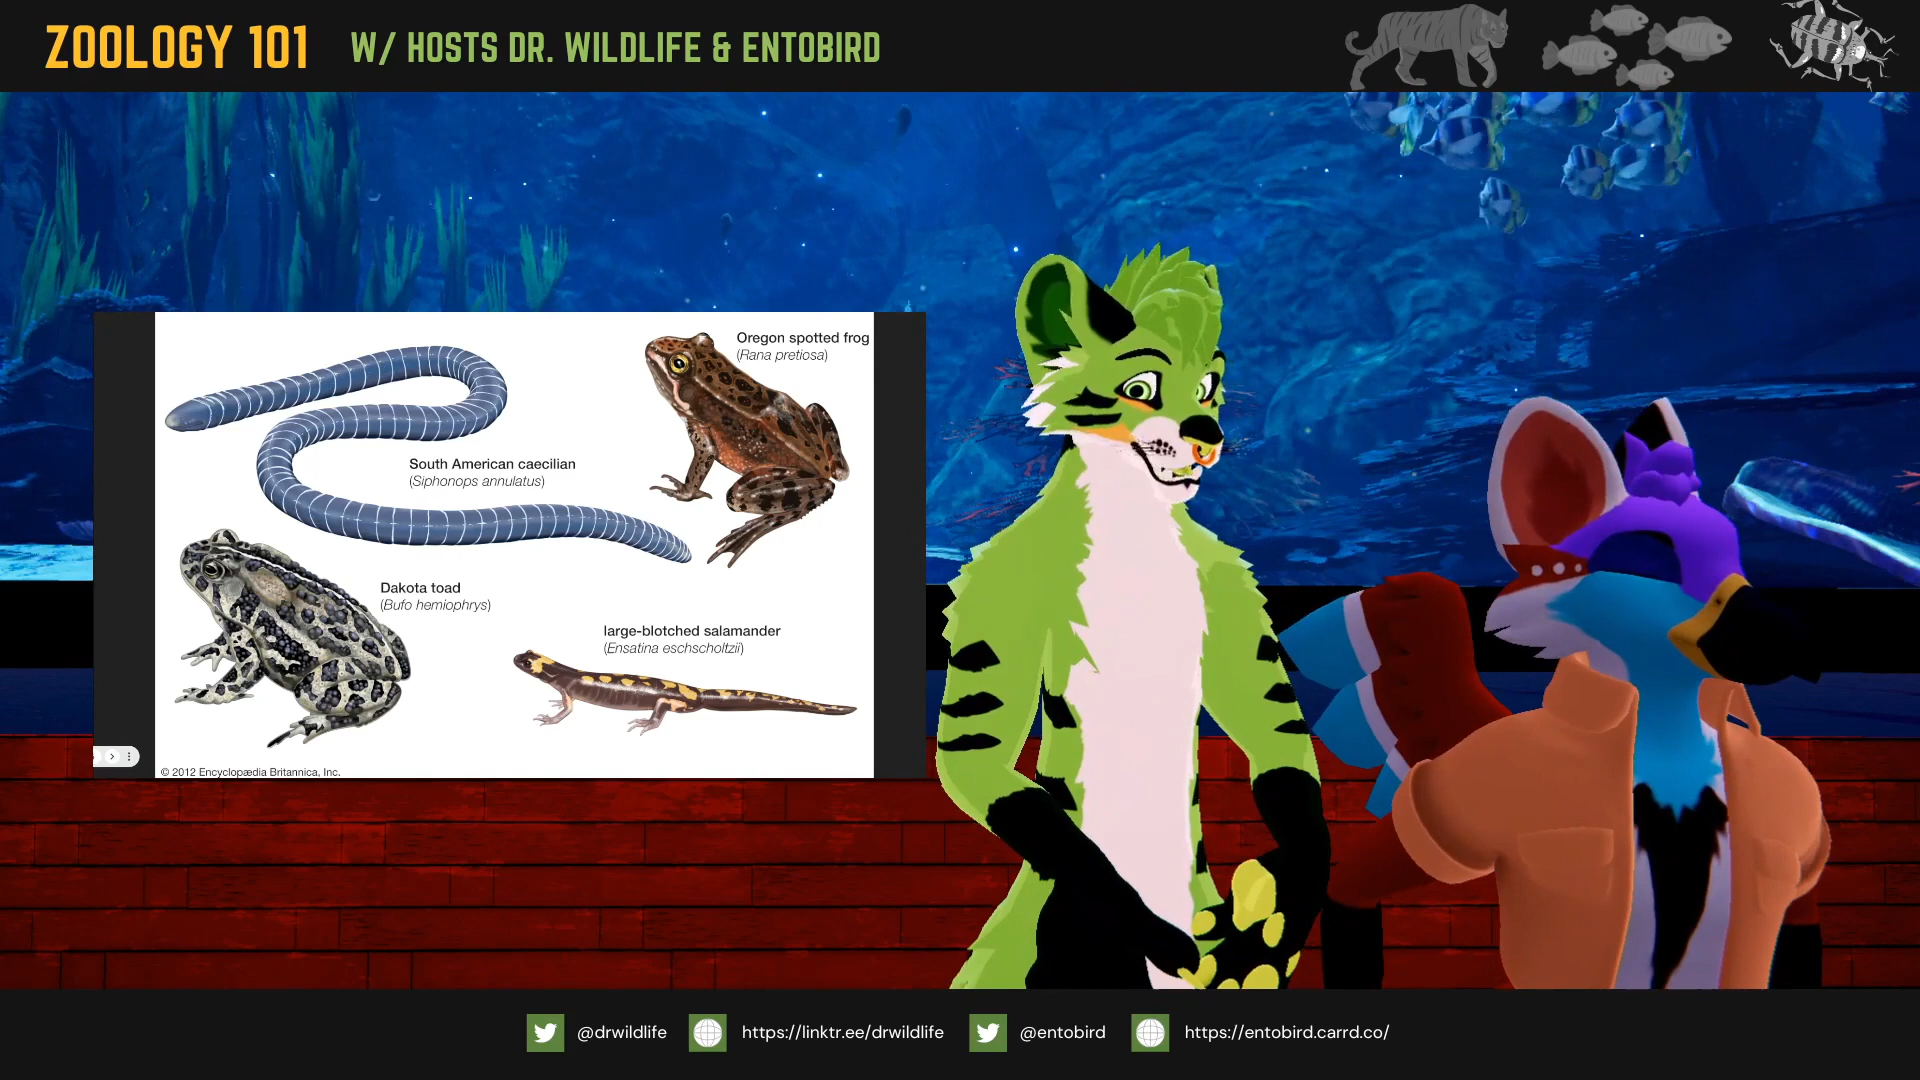 ZOOLOGY 101
W/ HOSTS DR. WILDLIFE & ENTOBIRD
Oregon spotted frog
(Rana pretiosa)
South American caecilian
(Siphonops annulatus)
Dakota toad
(Bufo hemiophrys)
large-blotched salamander
(Ensatina eschscholtzii)
© 2012 Encyclopædia Britannica, Inc.
@drwildlife
https://linktr.ee/drwildlife
@entobird
https://entobird.carrd.co/